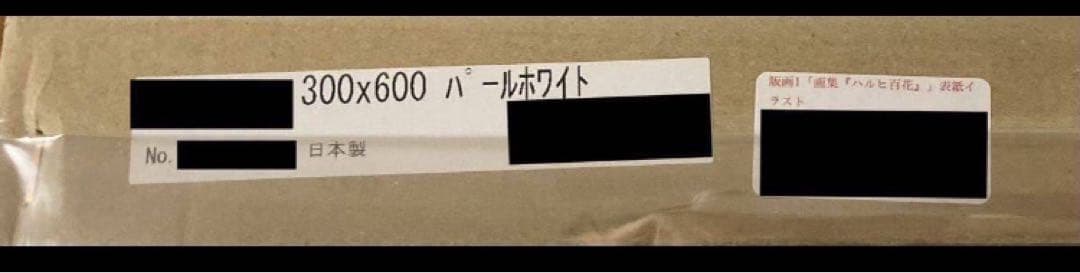 300x600 パールホワイト
No.
日本製
版画1「画集『ハルヒ百花』」表紙イ
ラスト